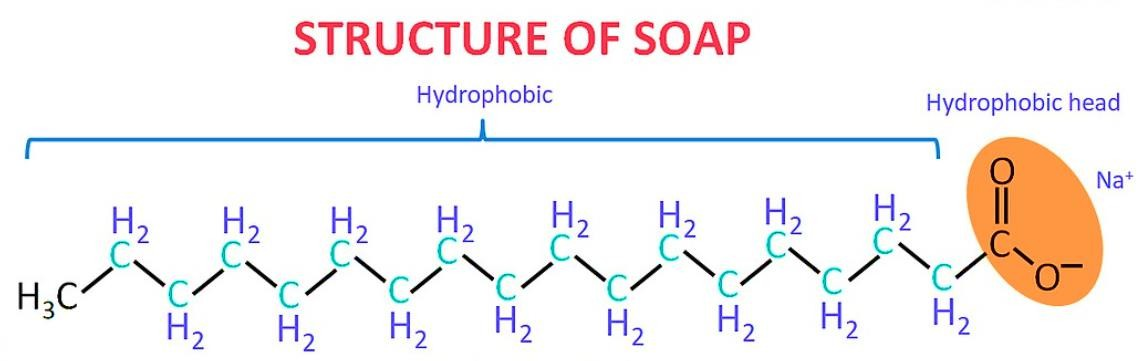 STRUCTURE OF SOAP
Hydrophobic
Hydrophobic head
O
Na⁺
H₂ H₂ H₂ H₂ H₂ H₂ H₂ H₂
C C C C C C C C C
H₃C C C C C C C C C O⁻
H₂ H₂ H₂ H₂ H₂ H₂ H₂ H₂